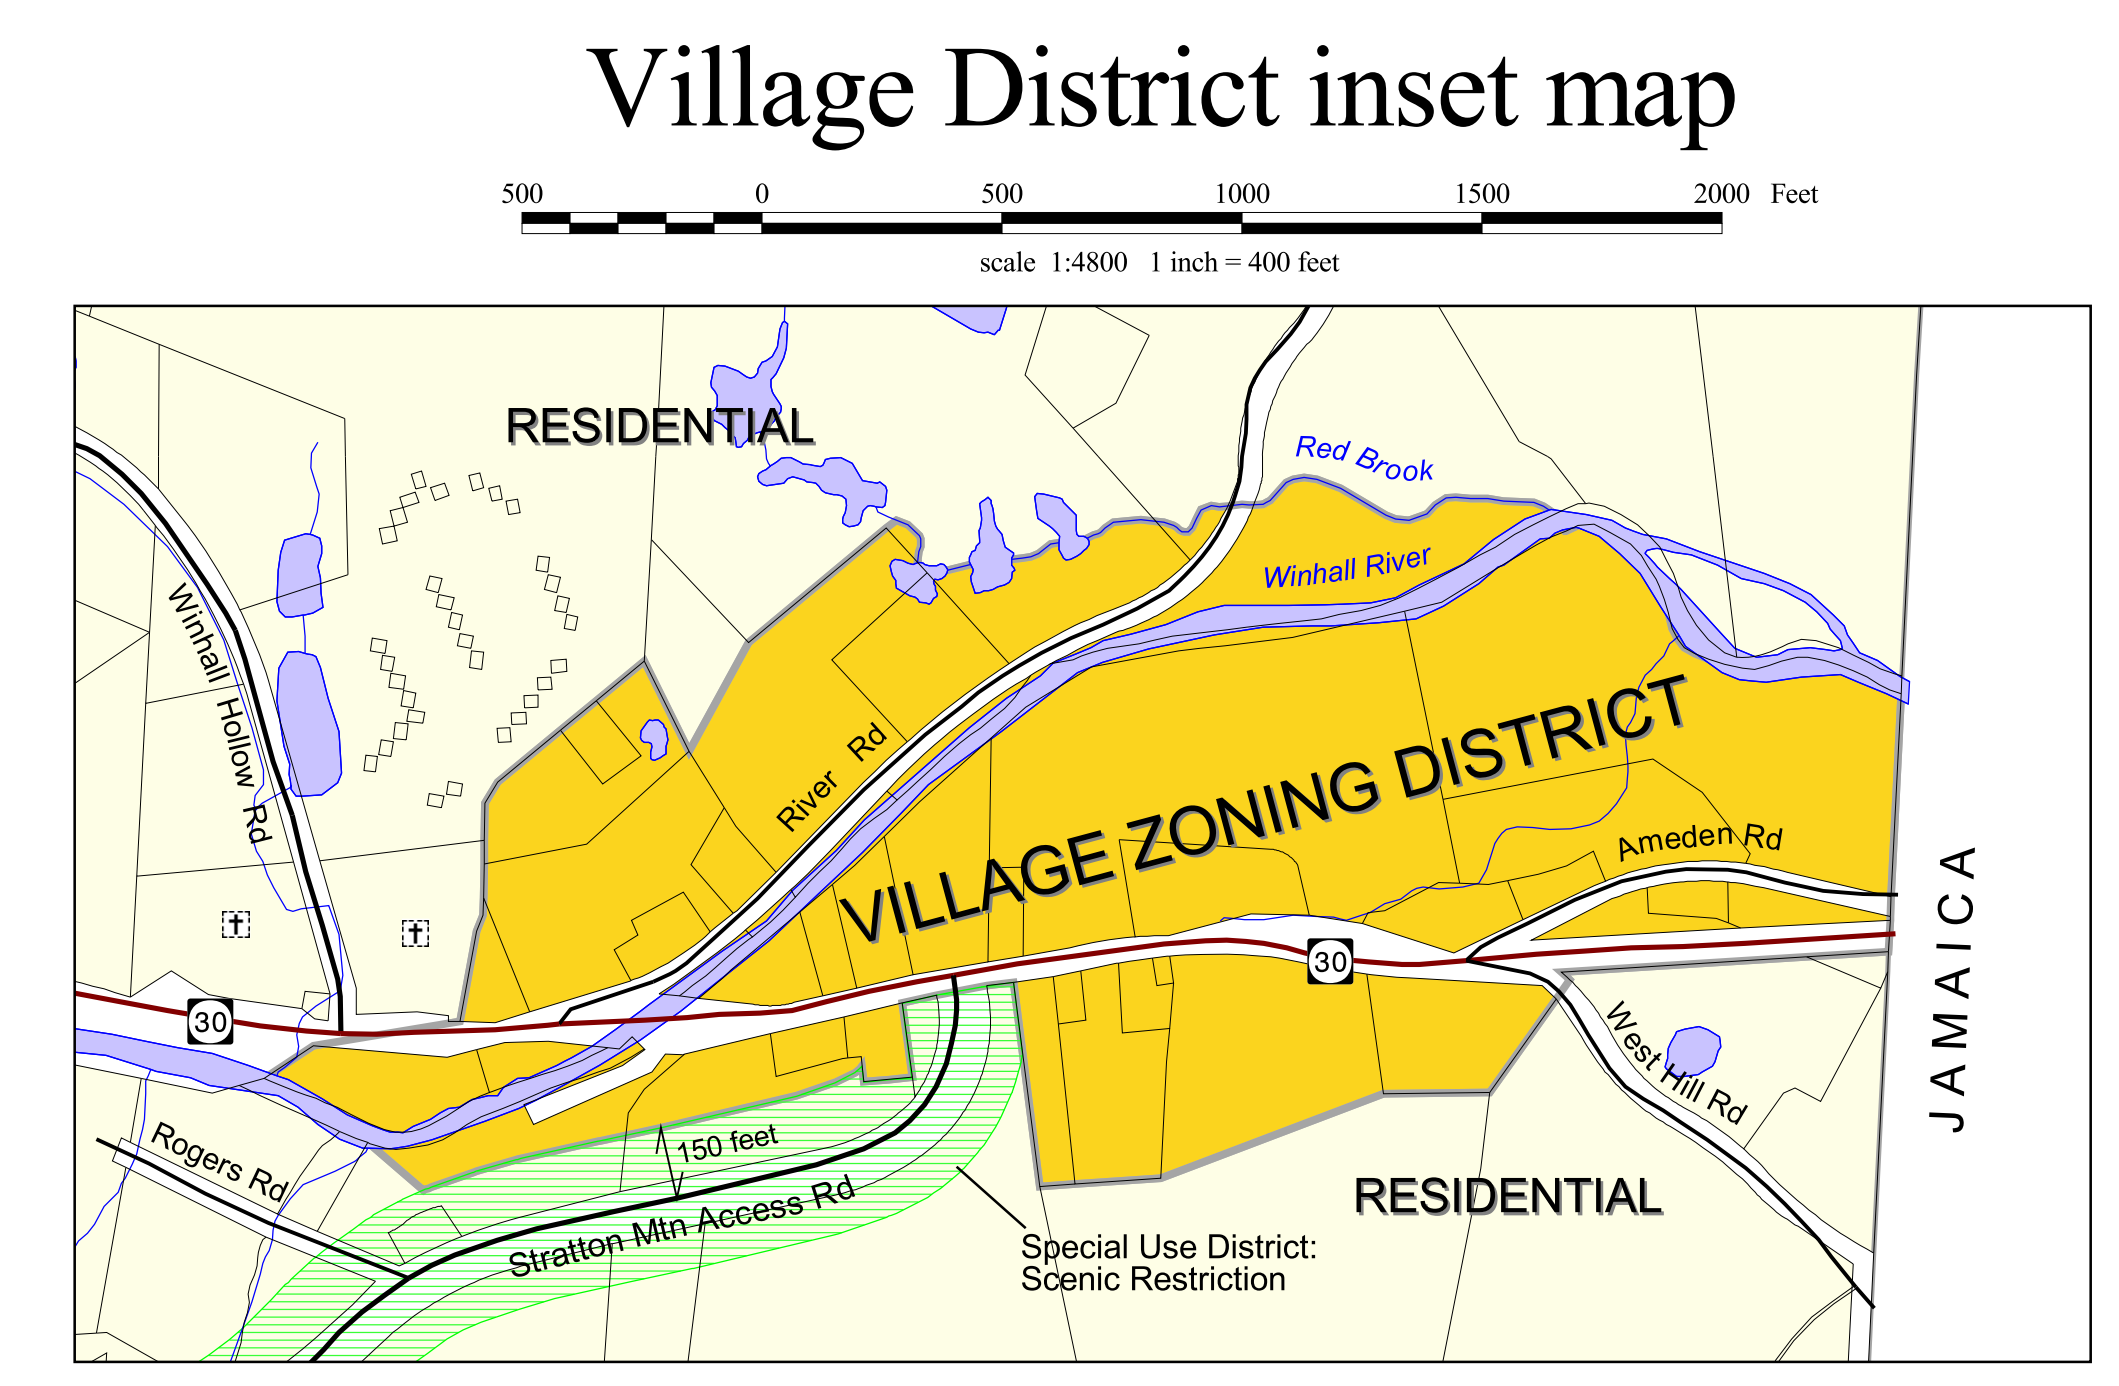 Village District inset map
500 0 500 1000 1500 2000 Feet
scale 1:4800 1 inch = 400 feet
RESIDENTIAL
Red Brook
Winhall River
Winhall Hollow Rd
River Rd
VILLAGE ZONING DISTRICT
Ameden Rd
JAMAICA
30
30
West Hill Rd
Rogers Rd
150 feet
Stratton Mtn Access Rd
RESIDENTIAL
Special Use District:
Scenic Restriction